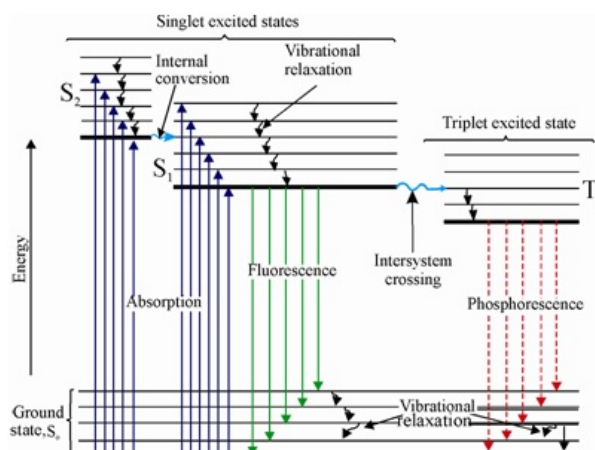 Singlet excited states
Internal
conversion
Vibrational
relaxation
S2
Triplet excited state
S1
T
Energy
Absorption
Fluorescence
Intersystem
crossing
Phosphorescence
Ground
state,So
Vibrational
relaxation